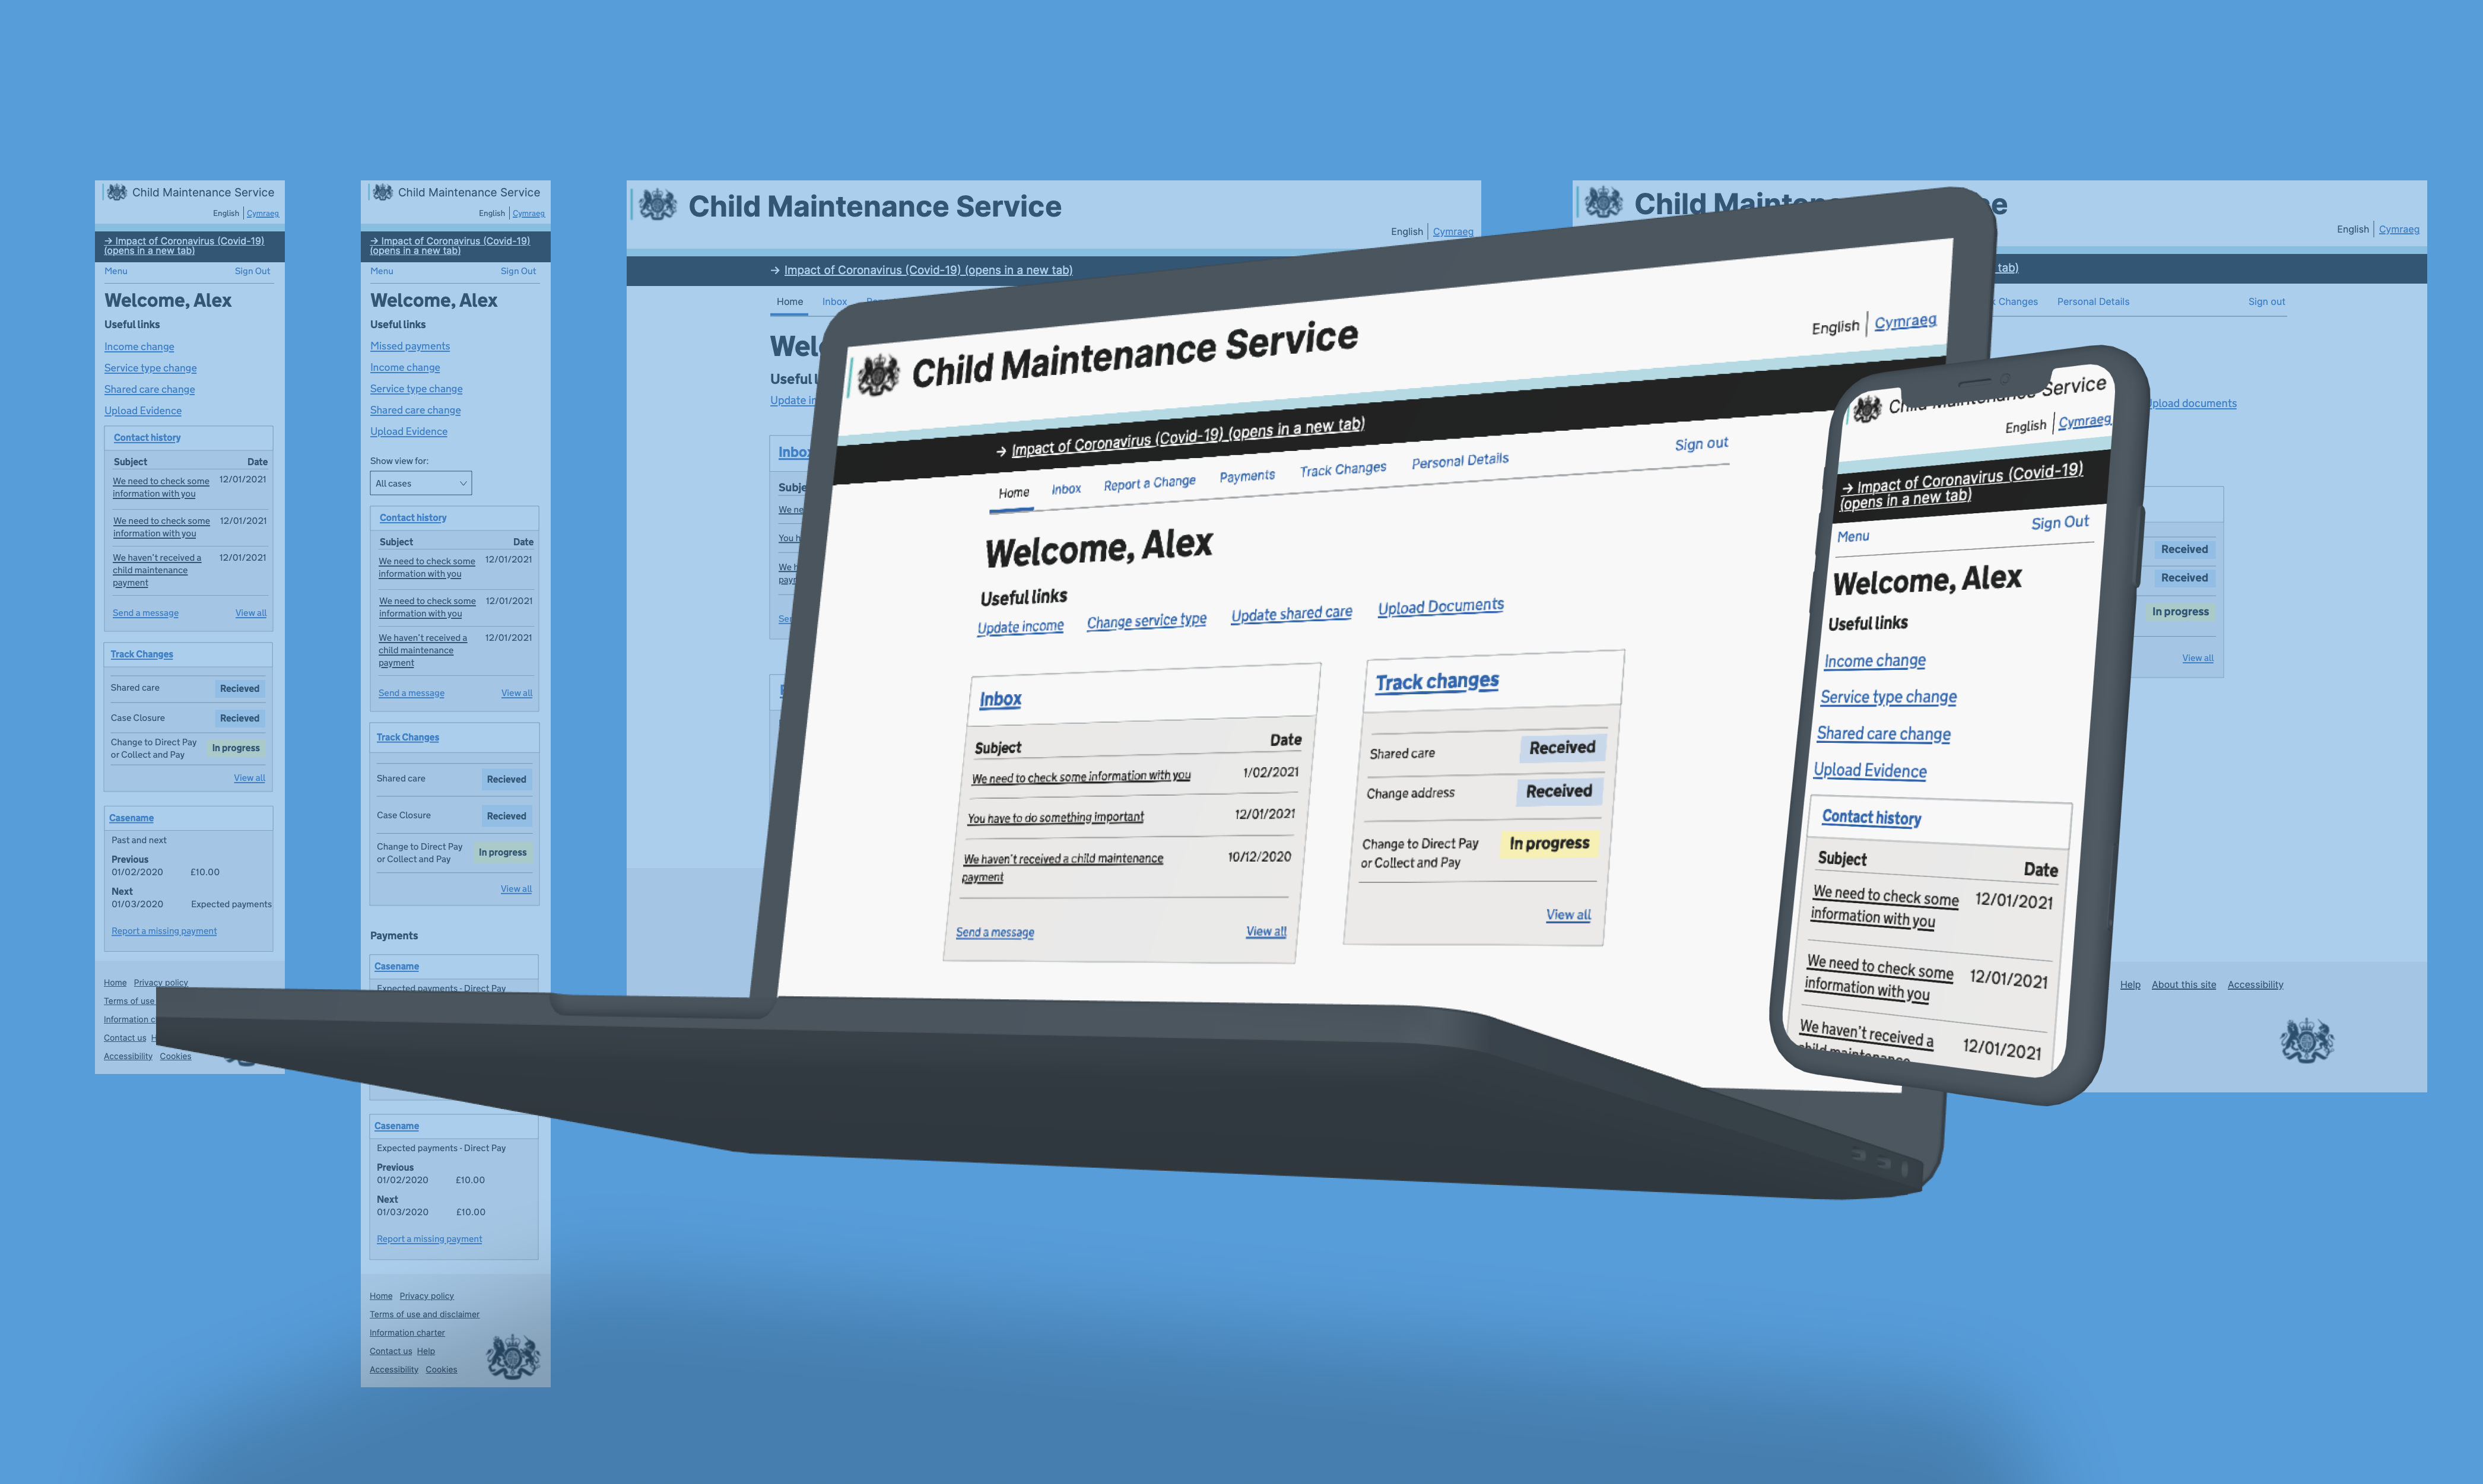 Child Maintenance Service
English Cymraeg
→ Impact of Coronavirus (Covid-19)
(opens in a new tab)
Menu Sign Out
Welcome, Alex
Useful links
Income change
Service type change
Shared care change
Upload Evidence
Contact history
Subject Date
We need to check some 12/01/2021
information with you
We need to check some 12/01/2021
information with you
We haven't received a 12/01/2021
child maintenance
payment
Send a message View all
Track Changes
Shared care Recieved
Case Closure Recieved
Change to Direct Pay In progress
or Collect and Pay
View all
Casename
Past and next
Previous
01/02/2020 £10.00
Next
01/03/2020 Expected payments
Report a missing payment
Home Privacy policy
Terms of use
Information
Contact us
Accessibility Cookies
Child Maintenance Service
English Cymraeg
→ Impact of Coronavirus (Covid-19)
(opens in a new tab)
Menu Sign Out
Welcome, Alex
Useful links
Missed payments
Income change
Service type change
Shared care change
Upload Evidence
Show view for:
All cases
Contact history
Subject Date
We need to check some 12/01/2021
information with you
We need to check some 12/01/2021
information with you
We haven't received a 12/01/2021
child maintenance
payment
Send a message View all
Track Changes
Shared care Recieved
Case Closure Recieved
Change to Direct Pay In progress
or Collect and Pay
View all
Payments
Casename
Expected payments - Direct Pay
Casename
Expected payments - Direct Pay
Previous
01/02/2020 £10.00
Next
01/03/2020 £10.00
Report a missing payment
Home Privacy policy
Terms of use and disclaimer
Information charter
Contact us Help
Accessibility Cookies
Child Maintenance Service
English Cymraeg
→ Impact of Coronavirus (Covid-19) (opens in a new tab)
Home Inbox
Useful
Update
Inbox
We
You
We
Child
English Cymraeg
tab)
Changes Personal Details Sign out
Upload documents
Received
Received
In progress
View all
Help About this site Accessibility
Child Maintenance Service
English Cymraeg
→ Impact of Coronavirus (Covid-19) (opens in a new tab)
Home Inbox Report a Change Payments Track Changes Personal Details Sign out
Welcome, Alex
Useful links
Update income Change service type Update shared care Upload Documents
Inbox
Subject Date
We need to check some information with you 1/02/2021
You have to do something important 12/01/2021
We haven't received a child maintenance 10/12/2020
payment
Send a message View all
Track changes
Shared care Received
Change address Received
Change to Direct Pay In progress
or Collect and Pay
View all
Child Maintenance Service
English Cymraeg
→ Impact of Coronavirus (Covid-19)
(opens in a new tab)
Menu Sign Out
Welcome, Alex
Useful links
Income change
Service type change
Shared care change
Upload Evidence
Contact history
Subject Date
We need to check some 12/01/2021
information with you
We need to check some 12/01/2021
information with you
We haven't received a 12/01/2021
child maintenance